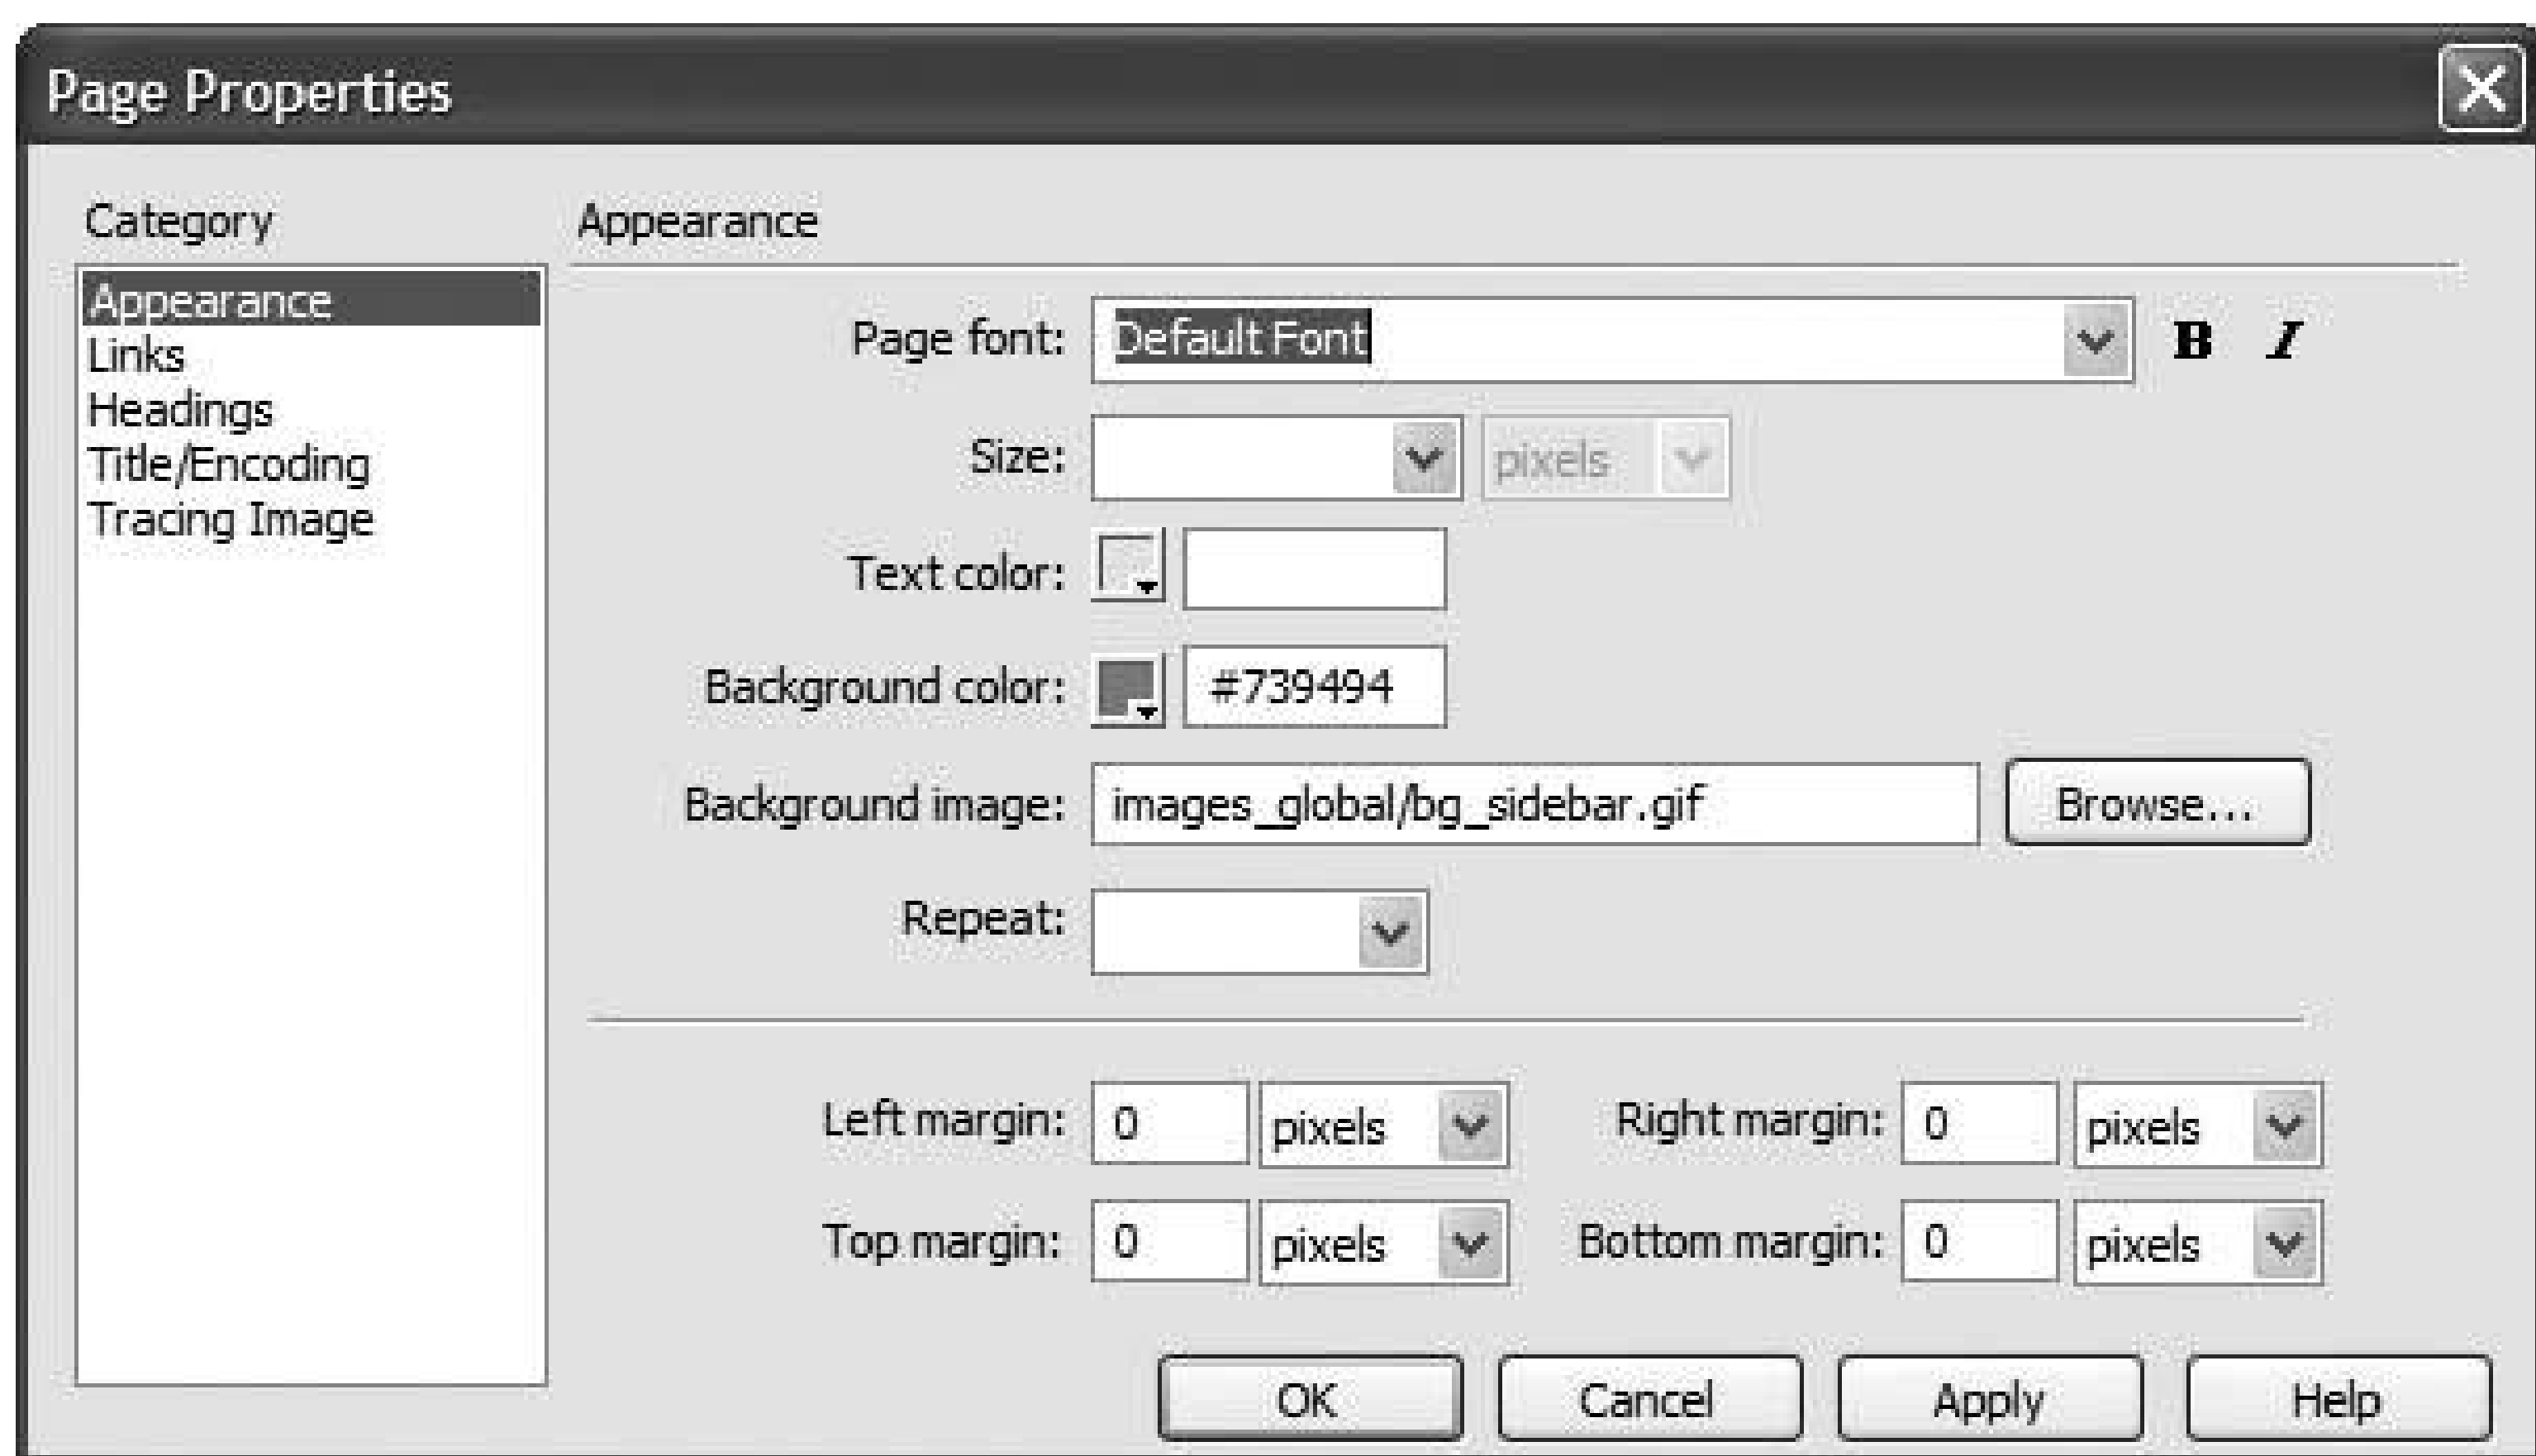 Page Properties
Category
Appearance
Links
Headings
Title/Encoding
Tracing Image
Appearance
Page font: Default Font B I
Size: pixels
Text color:
Background color: #739494
Background image: images_global/bg_sidebar.gif Browse...
Repeat:
Left margin: 0 pixels Right margin: 0 pixels
Top margin: 0 pixels Bottom margin: 0 pixels
OK Cancel Apply Help